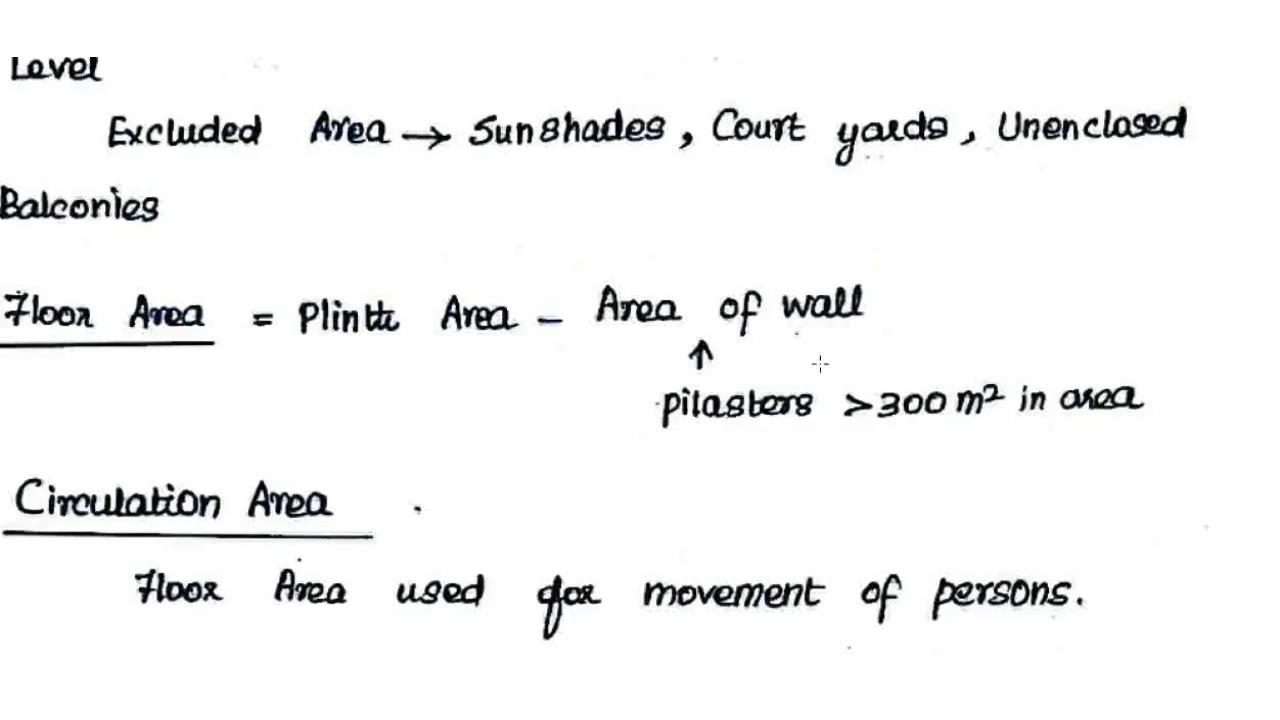 Level
Excluded Area → Sunshades, Court yards, Unenclosed
Balconies
Floor Area = Plinth Area - Area of wall
↑
pilasters >300 m² in area
Circulation Area
Floor Area used for movement of persons.